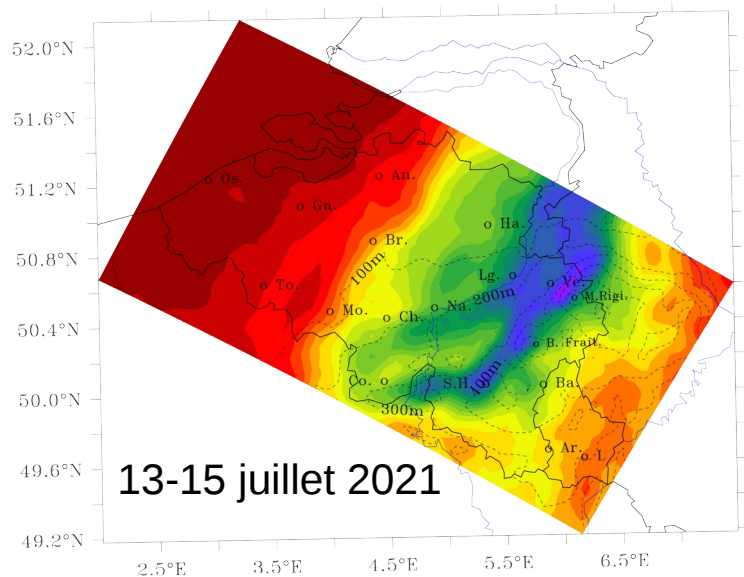 52.0°N
51.6°N
51.2°N
50.8°N
50.4°N
50.0°N
49.6°N
49.2°N
Os.
An.
Ga.
Ha.
Br.
100m
Lg.
Ve.
To.
200m
M.Rigi.
Na.
Mo.
Ch.
B. Frait.
Co.
S.H.
400m
Ba.
300m
Ar.
L.
13-15 juillet 2021
2.5°E 3.5°E 4.5°E 5.5°E 6.5°E